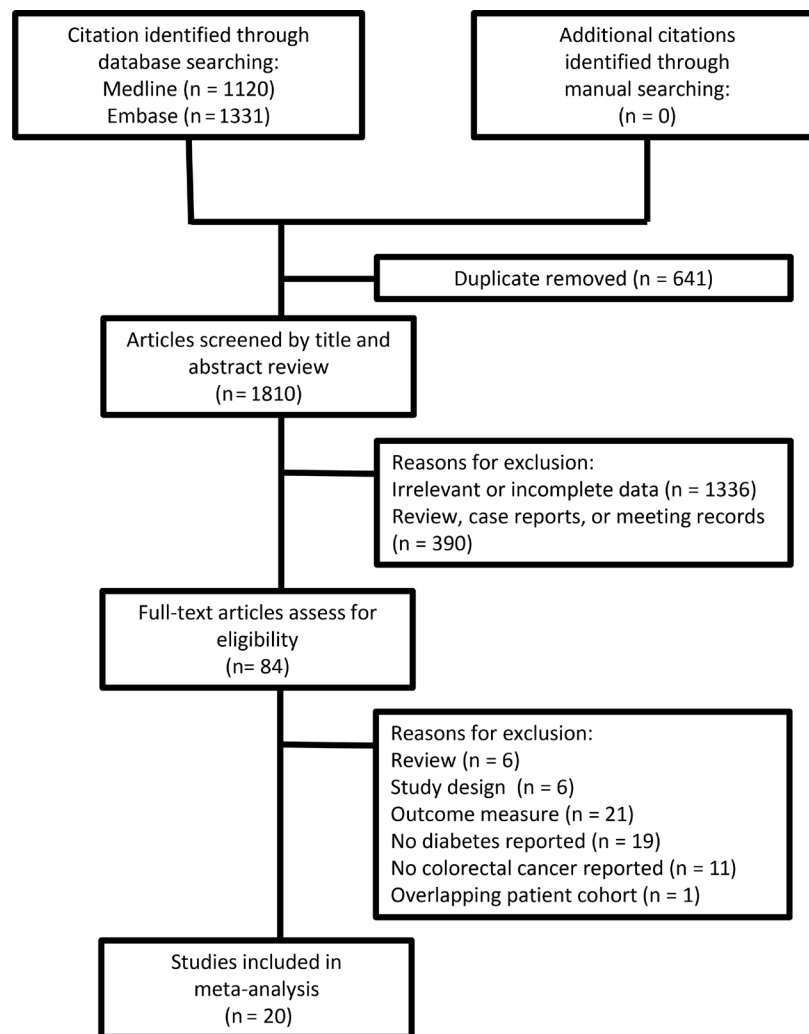 Citation identified through
database searching:
Medline (n = 1120)
Embase (n = 1331)
Additional citations
identified through
manual searching:
(n = 0)
Duplicate removed (n = 641)
Articles screened by title and
abstract review
(n = 1810)
Reasons for exclusion:
Irrelevant or incomplete data (n = 1336)
Review, case reports, or meeting records
(n = 390)
Full-text articles assess for
eligibility
(n= 84)
Reasons for exclusion:
Review (n = 6)
Study design (n = 6)
Outcome measure (n = 21)
No diabetes reported (n = 19)
No colorectal cancer reported (n = 11)
Overlapping patient cohort (n = 1)
Studies included in
meta-analysis
(n = 20)